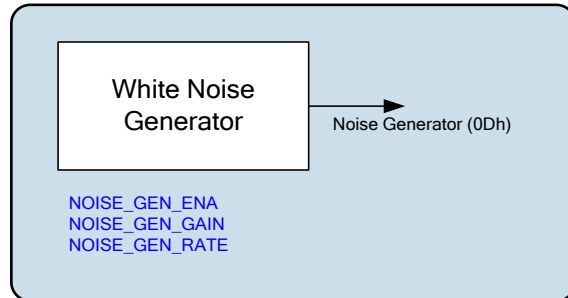 White Noise
Generator
Noise Generator (0Dh)
NOISE_GEN_ENA
NOISE_GEN_GAIN
NOISE_GEN_RATE